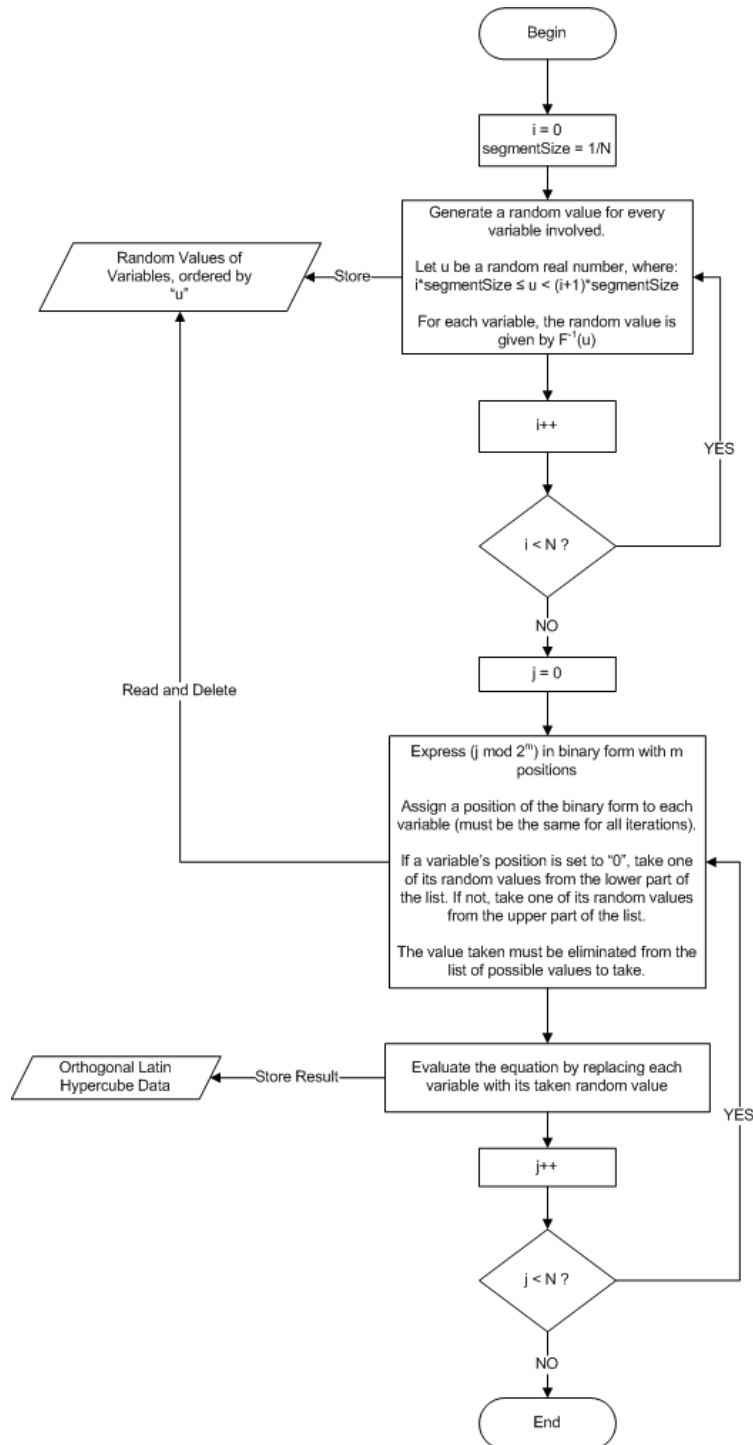 Begin
i = 0
segmentSize = 1/N
Generate a random value for every
variable involved.
Let u be a random real number, where:
i*segmentSize ≤ u < (i+1)*segmentSize
For each variable, the random value is
given by F⁻¹(u)
Store
Random Values of
Variables, ordered by
“u”
i++
YES
i < N ?
NO
j = 0
Read and Delete
Express (j mod 2ᵐ) in binary form with m
positions
Assign a position of the binary form to each
variable (must be the same for all iterations).
If a variable’s position is set to “0”, take one
of its random values from the lower part of
the list. If not, take one of its random values
from the upper part of the list.
The value taken must be eliminated from the
list of possible values to take.
Evaluate the equation by replacing each
variable with its taken random value
Store Result
Orthogonal Latin
Hypercube Data
YES
j++
j < N ?
NO
End